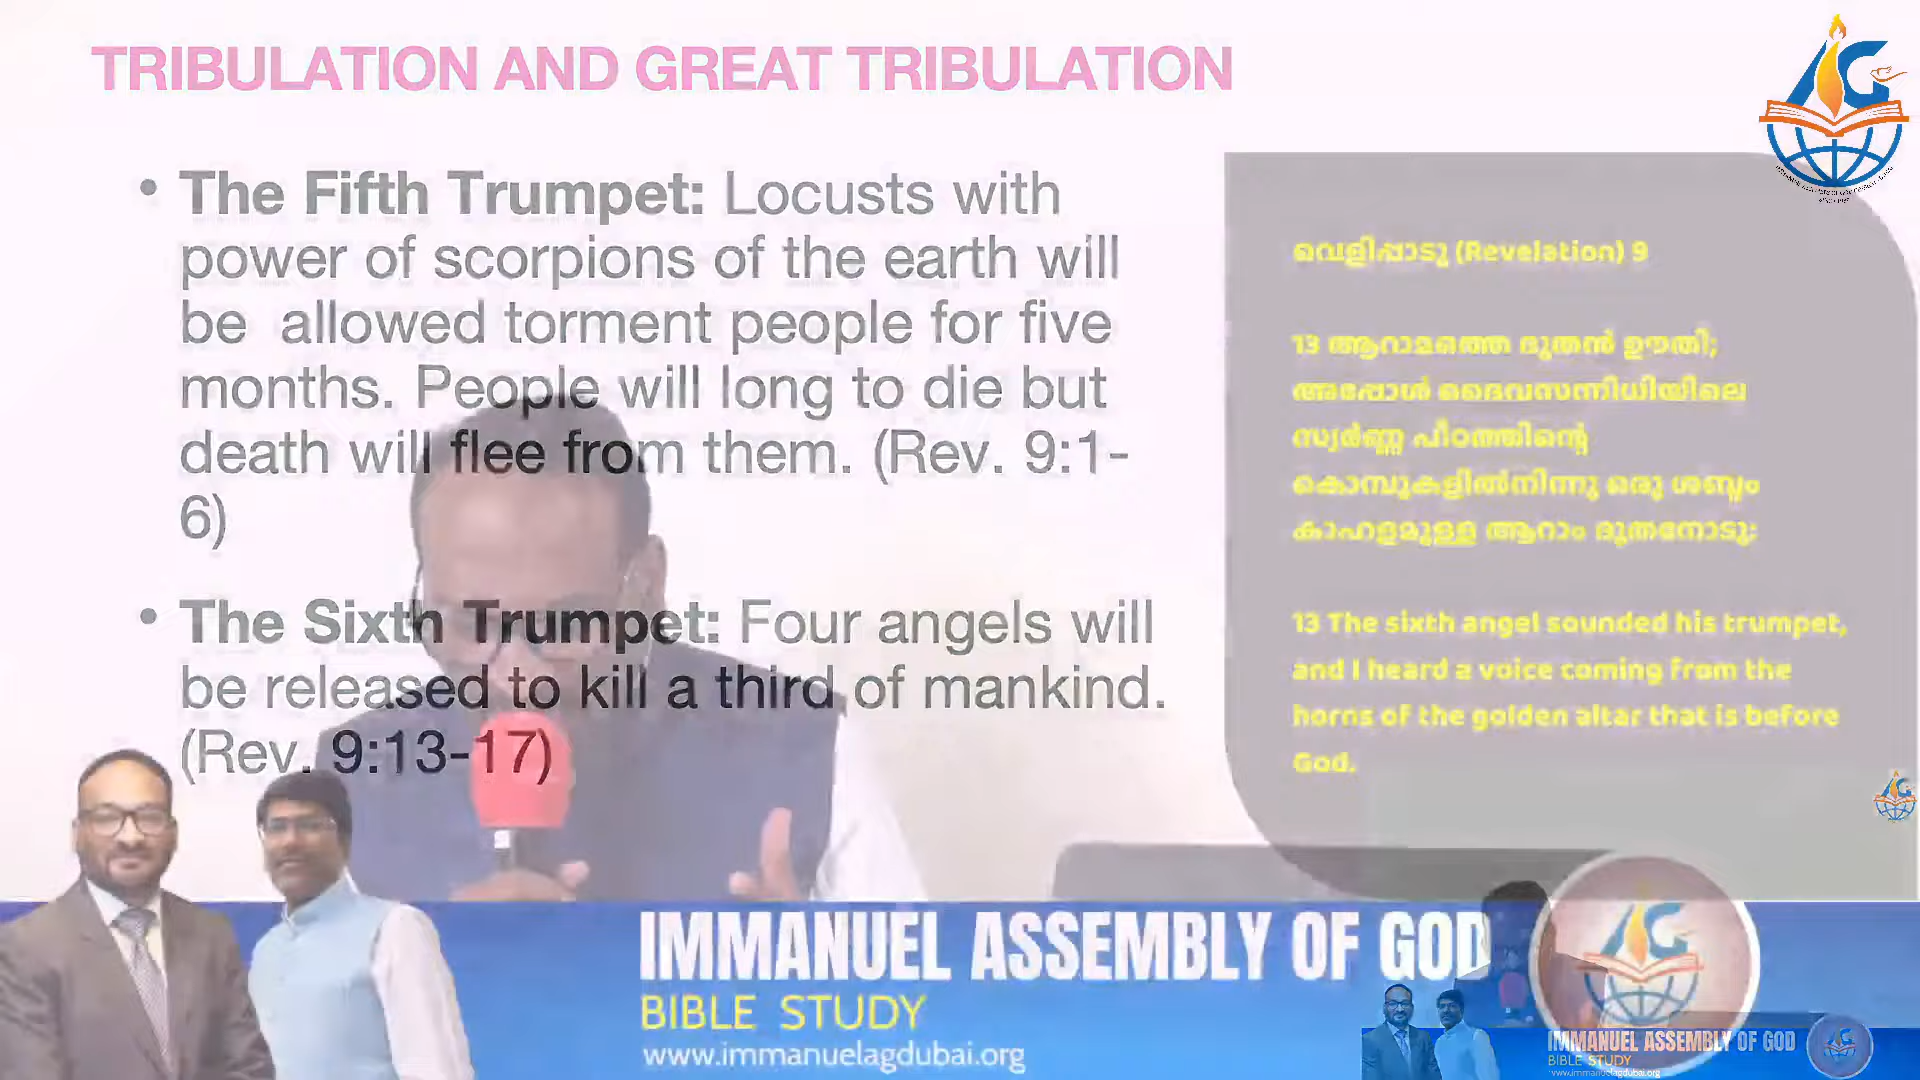 TRIBULATION AND GREAT TRIBULATION
• The Fifth Trumpet: Locusts with
power of scorpions of the earth will
be allowed torment people for five
months. People will long to die but
death will flee from them. (Rev. 9:1-
6)
• The Sixth Trumpet: Four angels will
be released to kill a third of mankind.
(Rev. 9:13-17)
വെളിപ്പാടു (Revelation) 9
13 ആറാമത്തെ ദൂതൻ ഊതി;
അപ്പോൾ ദൈവസന്നിധിയിലെ
സ്വർണ്ണ പീഠത്തിന്റെ
കൊമ്പുകളിൽനിന്നു ഒരു ശബ്ദം
കാഹളമുള്ള ആറാം ദൂതനോടു:
13 The sixth angel sounded his trumpet,
and I heard a voice coming from the
horns of the golden altar that is before
God.
IMMANUEL ASSEMBLY OF GOD
BIBLE STUDY
www.immanuelagdubai.org
IMMANUEL ASSEMBLY OF GOD
BIBLE STUDY
www.immanuelagdubai.org